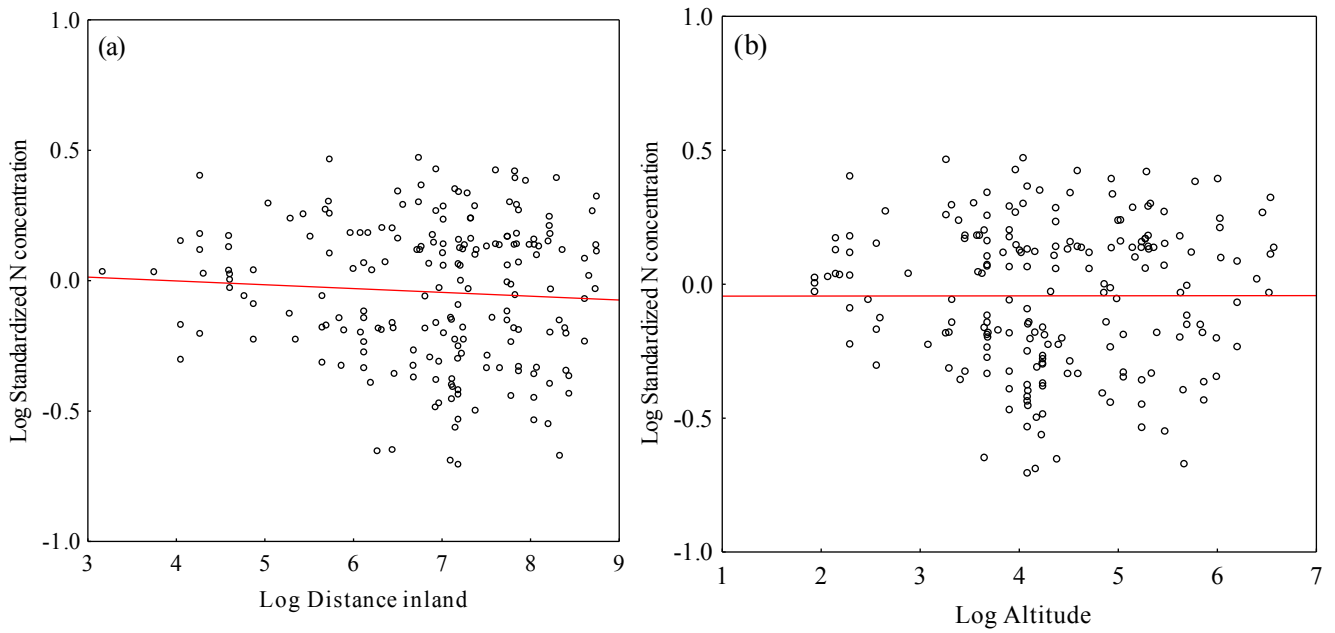 (a)
Log Standardized N concentration
1.0
0.5
0.0
-0.5
-1.0
3 4 5 6 7 8 9
Log Distance inland
(b)
Log Standardized N concentration
1.0
0.5
0.0
-0.5
-1.0
1 2 3 4 5 6 7
Log Altitude